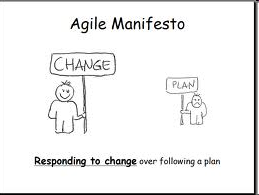 Agile Manifesto
CHANGE
PLAN
Responding to change over following a plan